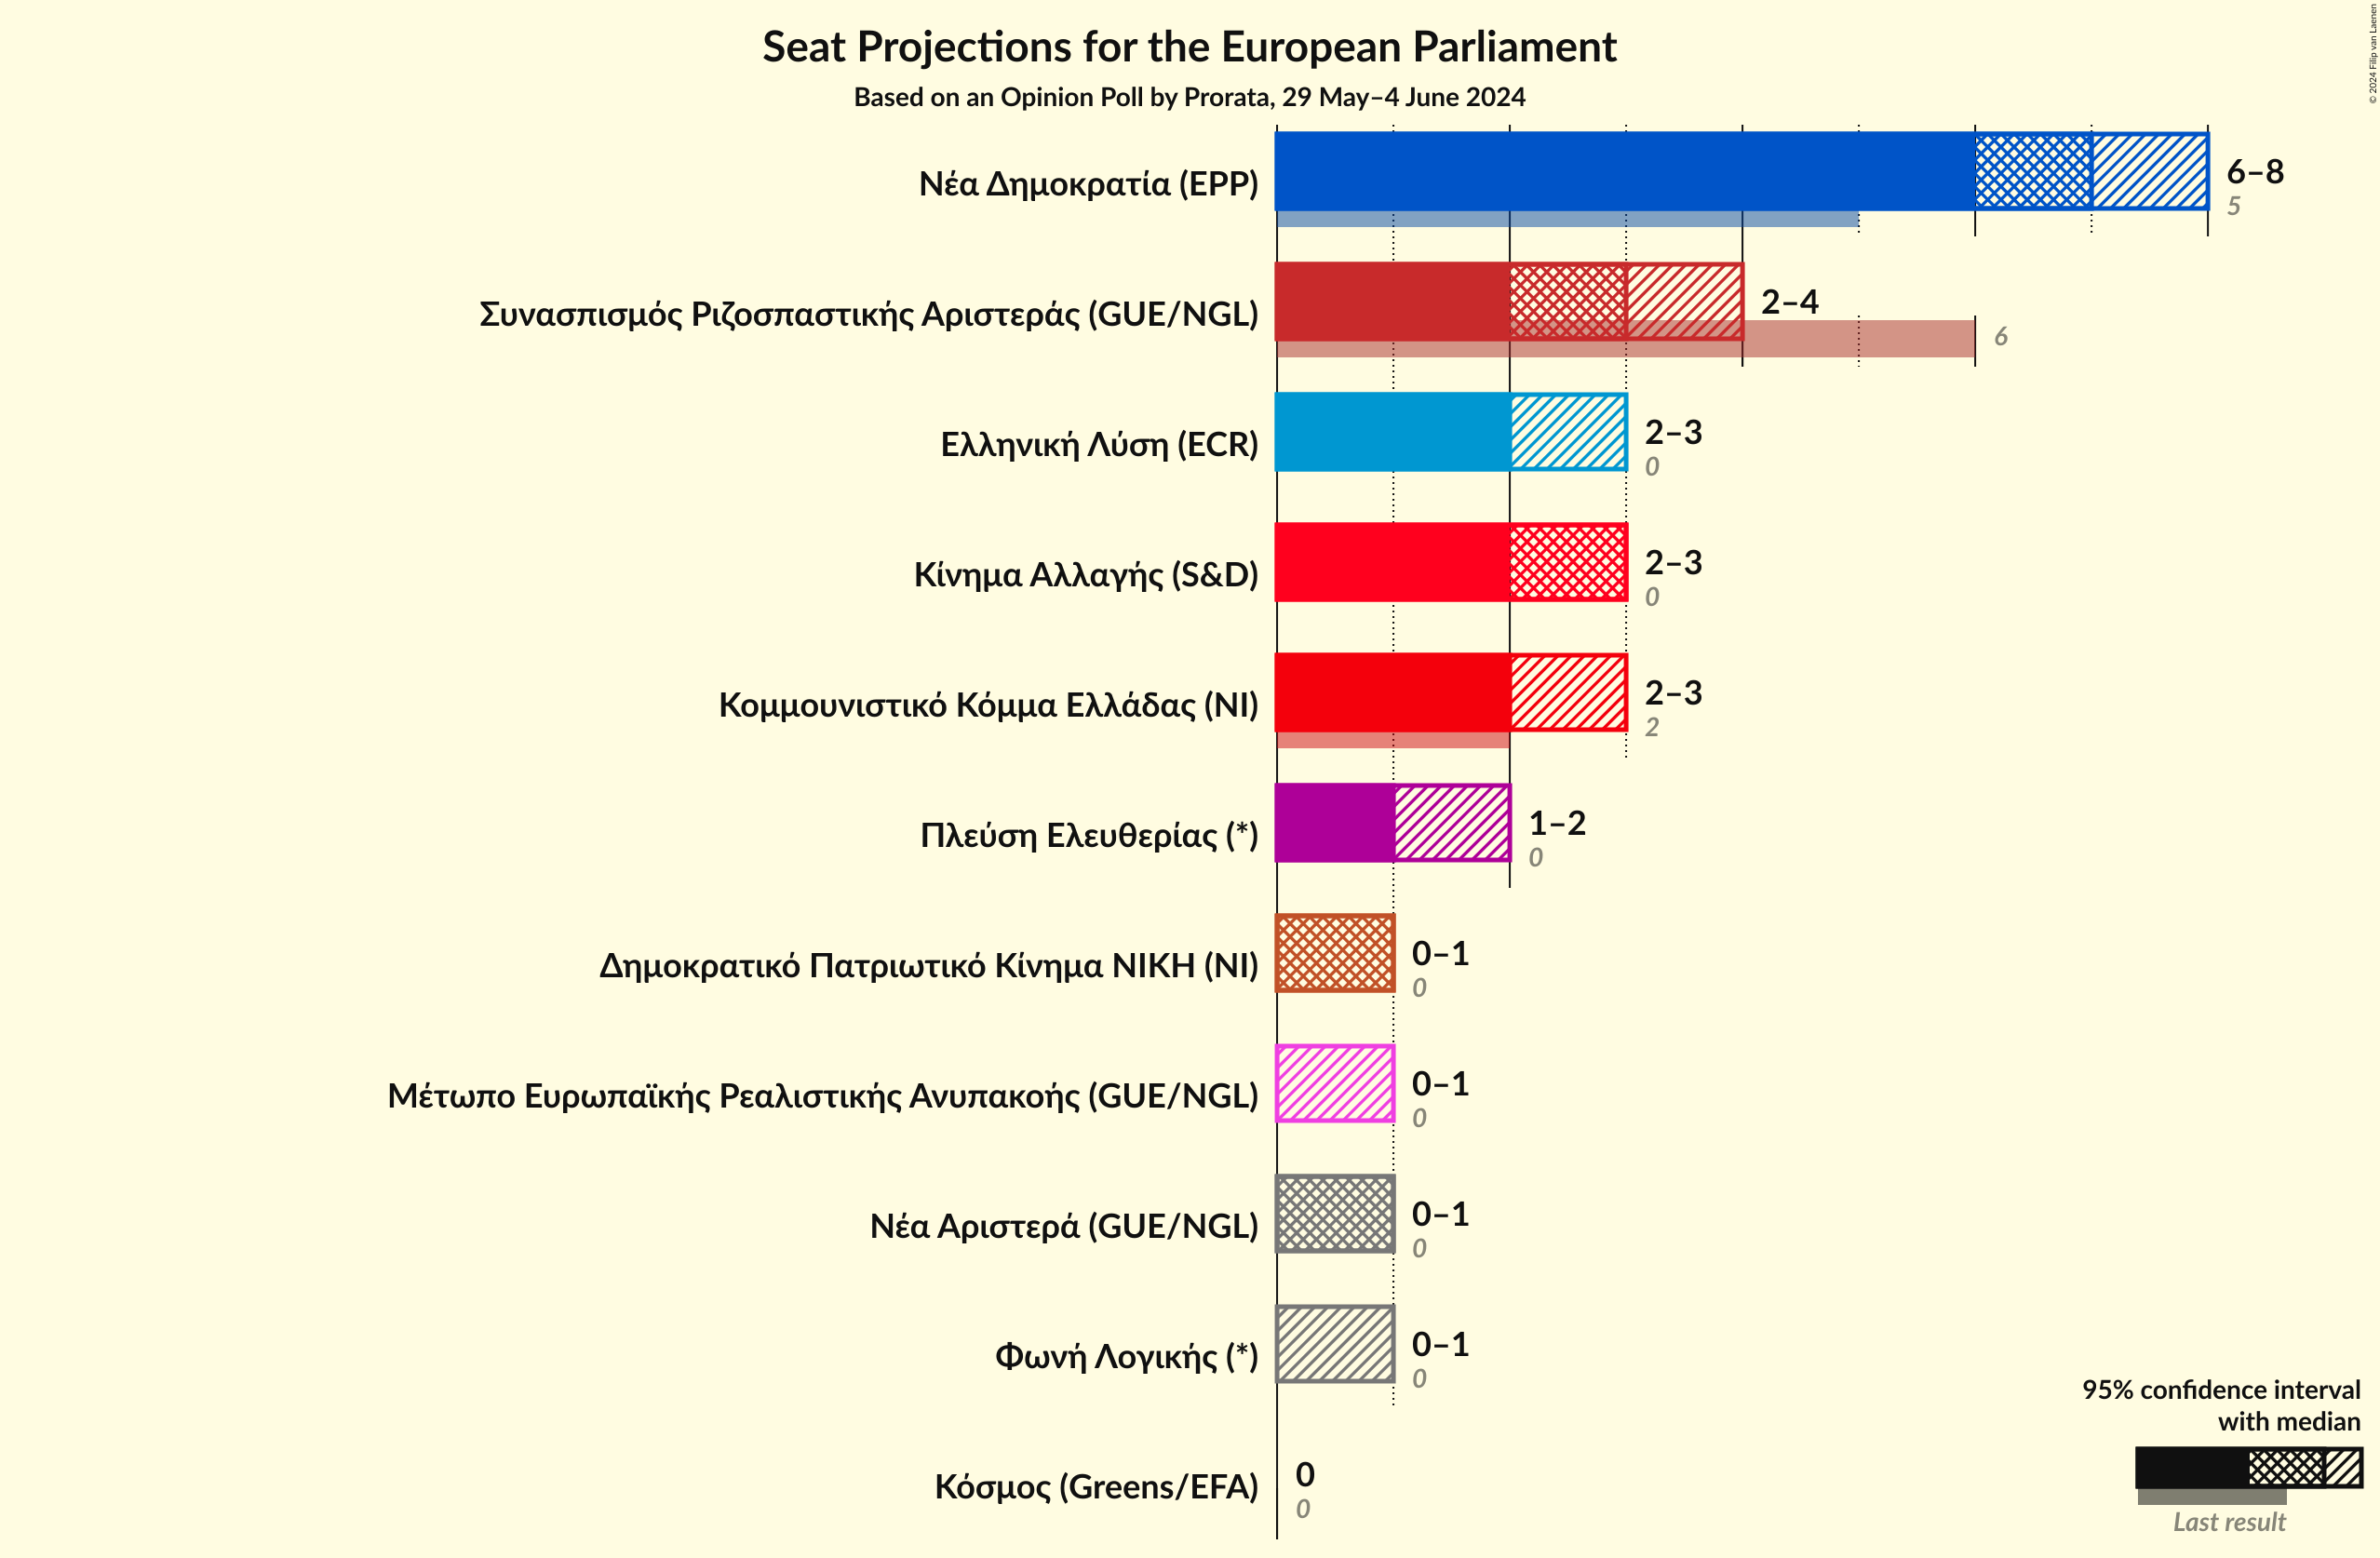 Seat Projections for the European Parliament
Based on an Opinion Poll by Prorata, 29 May–4 June 2024
© 2024 Filip van Laenen
Νέα Δημοκρατία (EPP)
6–8
5
Συνασπισμός Ριζοσπαστικής Αριστεράς (GUE/NGL)
2–4
6
Ελληνική Λύση (ECR)
2–3
0
Κίνημα Αλλαγής (S&D)
2–3
0
Κομμουνιστικό Κόμμα Ελλάδας (NI)
2–3
2
Πλεύση Ελευθερίας (*)
1–2
0
Δημοκρατικό Πατριωτικό Κίνημα ΝΙΚΗ (NI)
0–1
0
Μέτωπο Ευρωπαϊκής Ρεαλιστικής Ανυπακοής (GUE/NGL)
0–1
0
Νέα Αριστερά (GUE/NGL)
0–1
0
Φωνή Λογικής (*)
0–1
0
Κόσμος (Greens/EFA)
0
0
95% confidence interval
with median
Last result